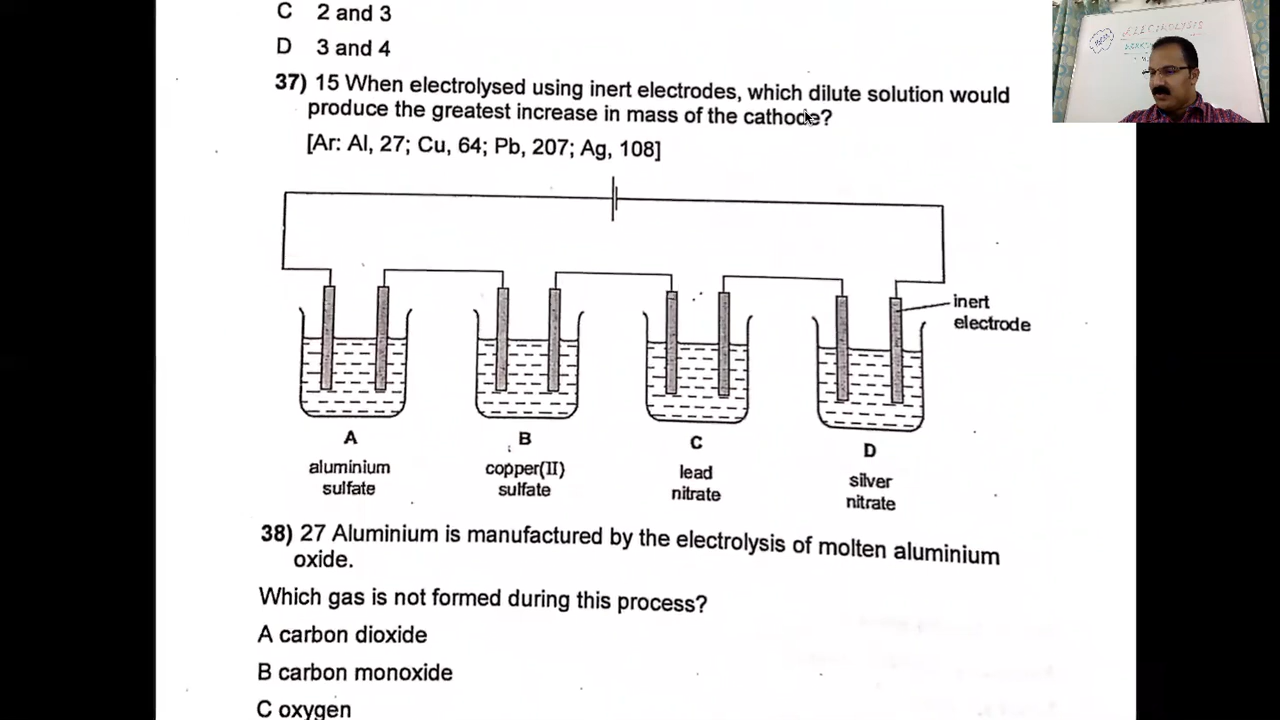 C 2 and 3
D 3 and 4
37) 15 When electrolysed using inert electrodes, which dilute solution would
produce the greatest increase in mass of the cathode?
[Ar: Al, 27; Cu, 64; Pb, 207; Ag, 108]
ELECTROLYSIS
inert
electrode
A
B
C
D
aluminium
sulfate
copper(II)
sulfate
lead
nitrate
silver
nitrate
38) 27 Aluminium is manufactured by the electrolysis of molten aluminium
oxide.
Which gas is not formed during this process?
A carbon dioxide
B carbon monoxide
C oxygen